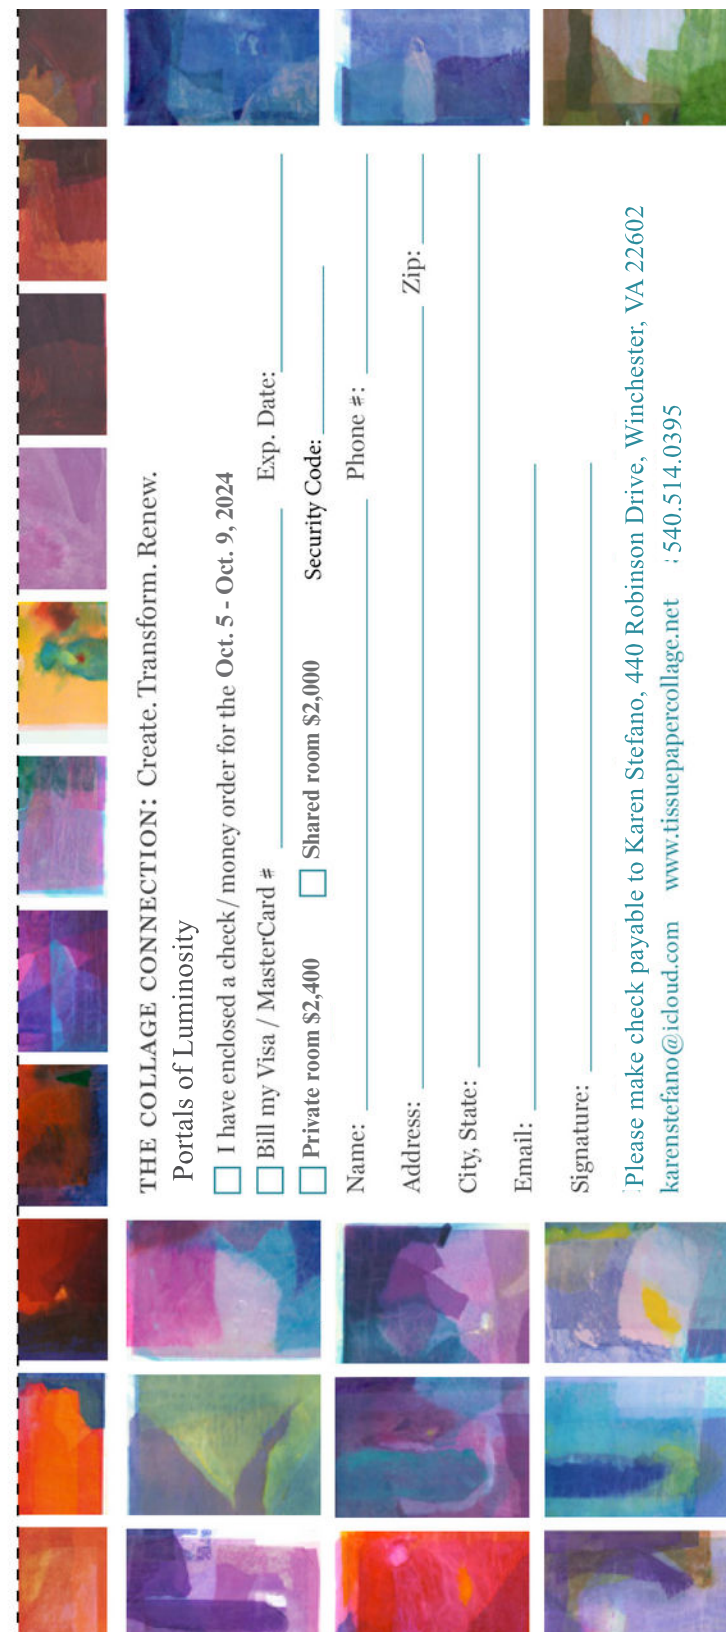 THE COLLAGE CONNECTION: Create. Transform. Renew.
Portals of Luminosity
I have enclosed a check/ money order for the Oct. 5 - Oct. 9, 2024
Bill my Visa / MasterCard # Exp. Date:
Private room $2,400 Shared room $2,000 Security Code:
Name: Phone #:
Address: Zip:
City, State:
Email:
Signature:
Please make check payable to Karen Stefano, 440 Robinson Drive, Winchester, VA 22602
karenstefano@icloud.com www.tissuepapercollage.net : 540.514.0395